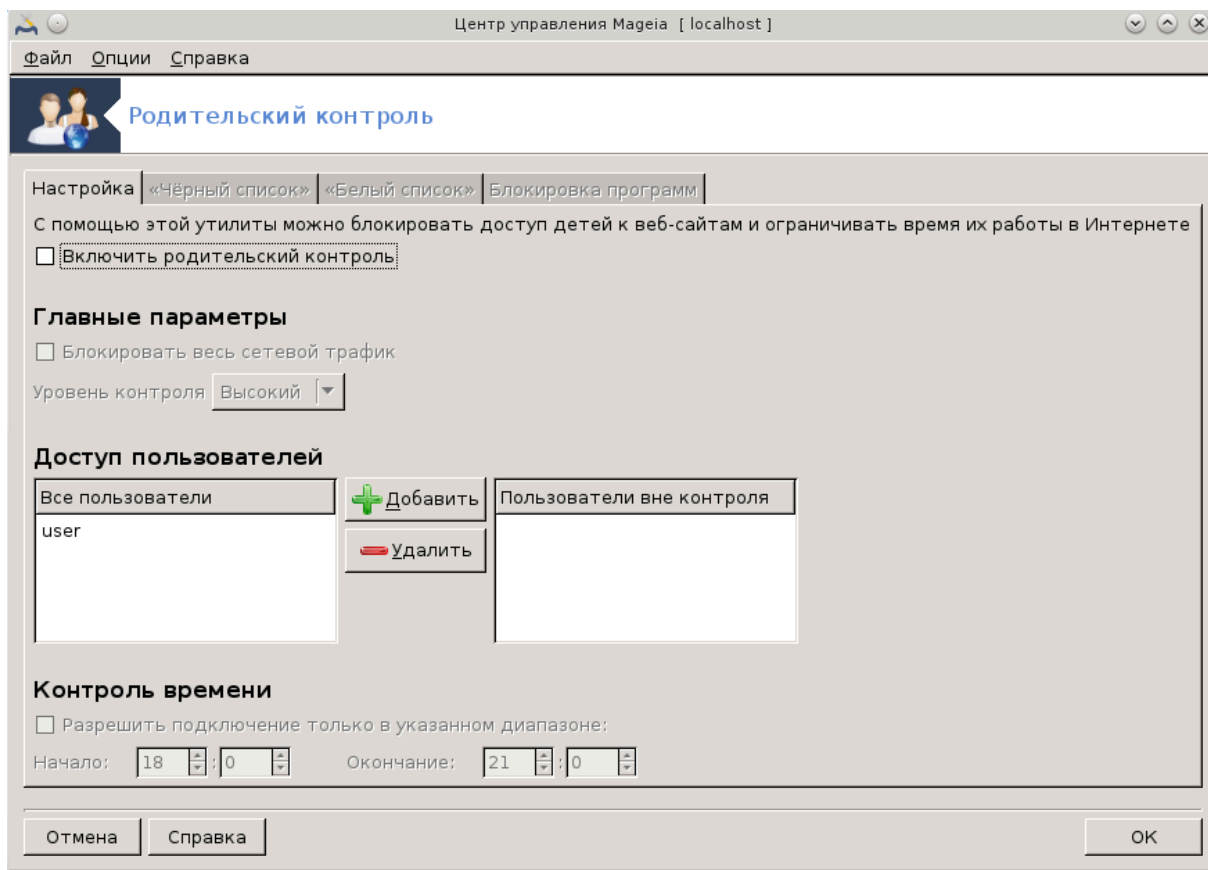 Центр управления Mageia [ localhost ]
Файл Опции Справка
Родительский контроль
Настройка «Чёрный список» «Белый список» Блокировка программ
С помощью этой утилиты можно блокировать доступ детей к веб-сайтам и ограничивать время их работы в Интернете
Включить родительский контроль
Главные параметры
Блокировать весь сетевой трафик
Уровень контроля Высокий
Доступ пользователей
Все пользователи Добавить Пользователи вне контроля
user
Удалить
Контроль времени
Разрешить подключение только в указанном диапазоне:
Начало: 18 : 0 Окончание: 21 : 0
Отмена Справка OK